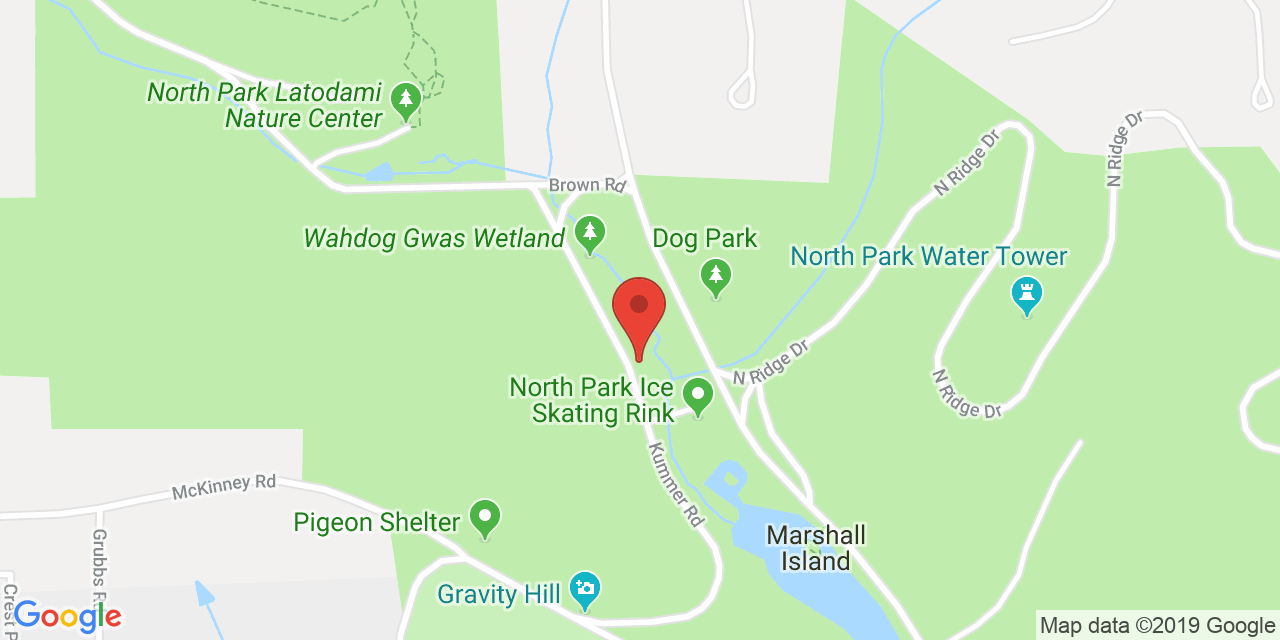 North Park Latodami
Nature Center
Brown Rd
N Ridge Dr
N Ridge Dr
Wahdog Gwas Wetland
Dog Park
North Park Water Tower
N Ridge Dr
N Ridge Dr
North Park Ice
Skating Rink
Kummer Rd
McKinney Rd
Pigeon Shelter
Grubbs Rd
Marshall
Island
Gravity Hill
Crest P
Google
Map data ©2019 Google